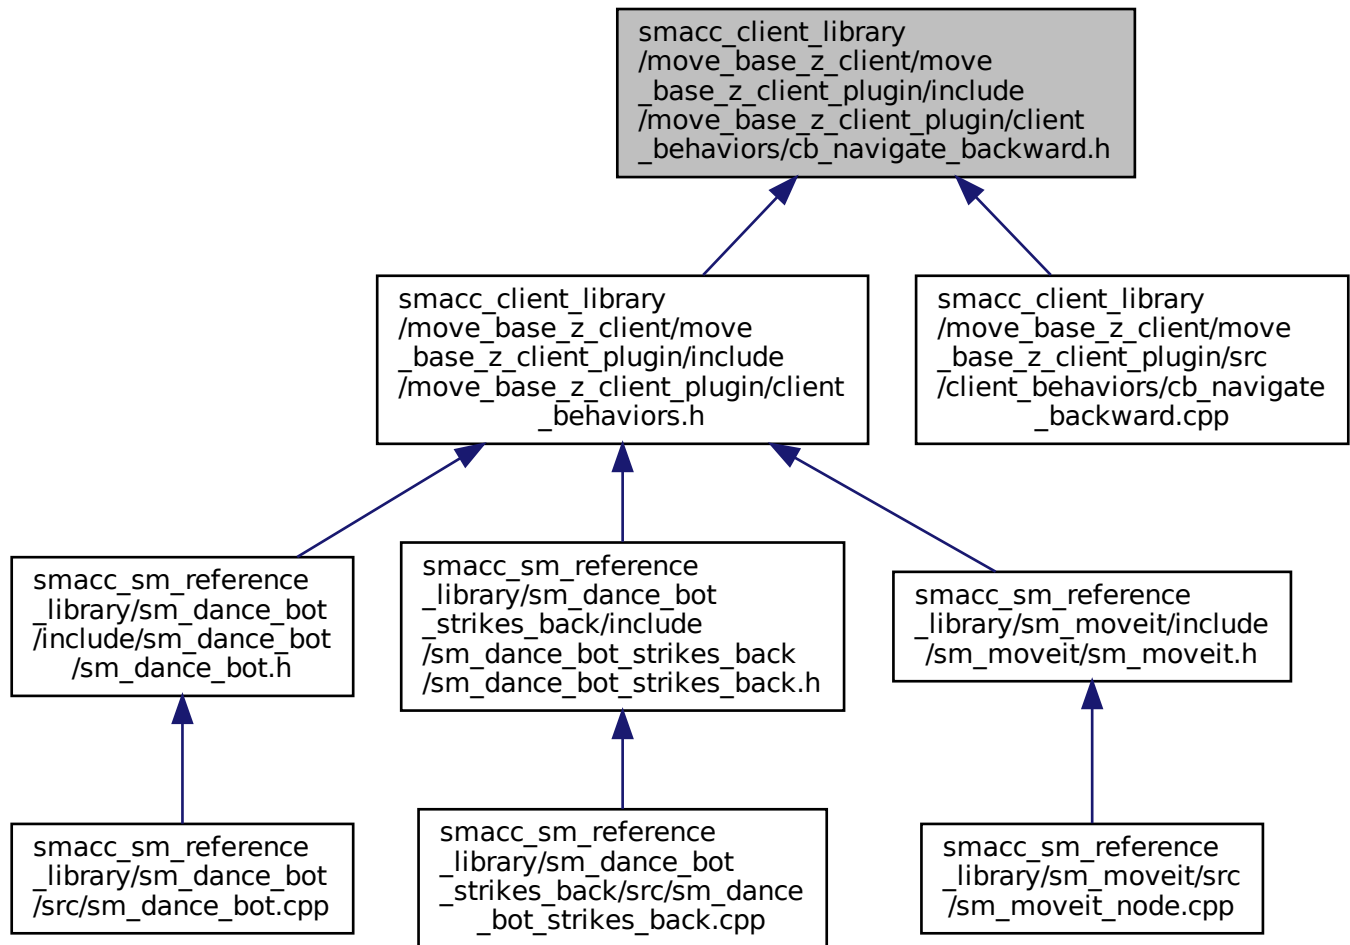 smacc_client_library
/move_base_z_client/move
_base_z_client_plugin/include
/move_base_z_client_plugin/client
_behaviors/cb_navigate_backward.h
smacc_client_library
/move_base_z_client/move
_base_z_client_plugin/include
/move_base_z_client_plugin/client
_behaviors.h
smacc_client_library
/move_base_z_client/move
_base_z_client_plugin/src
/client_behaviors/cb_navigate
_backward.cpp
smacc_sm_reference
_library/sm_dance_bot
/include/sm_dance_bot
/sm_dance_bot.h
smacc_sm_reference
_library/sm_dance_bot
_strikes_back/include
/sm_dance_bot_strikes_back
/sm_dance_bot_strikes_back.h
smacc_sm_reference
_library/sm_moveit/include
/sm_moveit/sm_moveit.h
smacc_sm_reference
_library/sm_dance_bot
/src/sm_dance_bot.cpp
smacc_sm_reference
_library/sm_dance_bot
_strikes_back/src/sm_dance
_bot_strikes_back.cpp
smacc_sm_reference
_library/sm_moveit/src
/sm_moveit_node.cpp